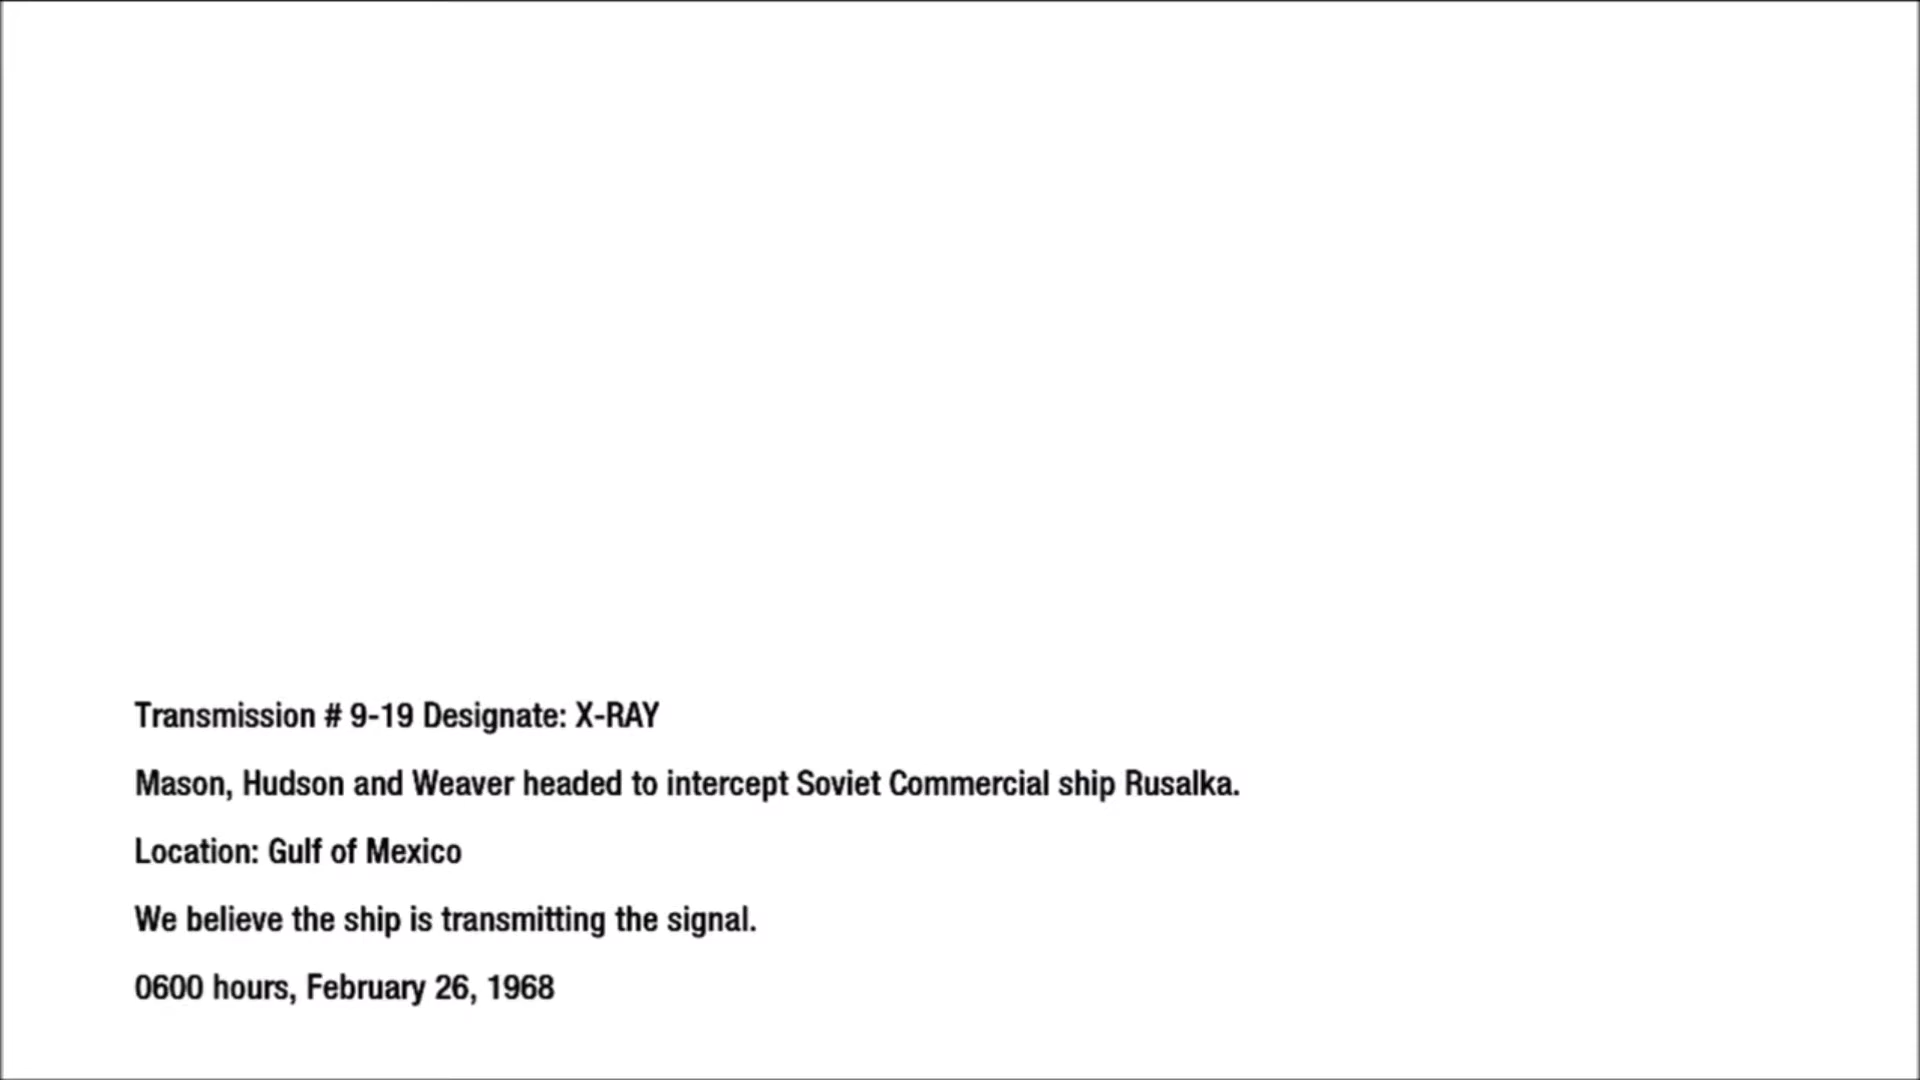 Transmission # 9-19 Designate: X-RAY
Mason, Hudson and Weaver headed to intercept Soviet Commercial ship Rusalka.
Location: Gulf of Mexico
We believe the ship is transmitting the signal.
0600 hours, February 26, 1968